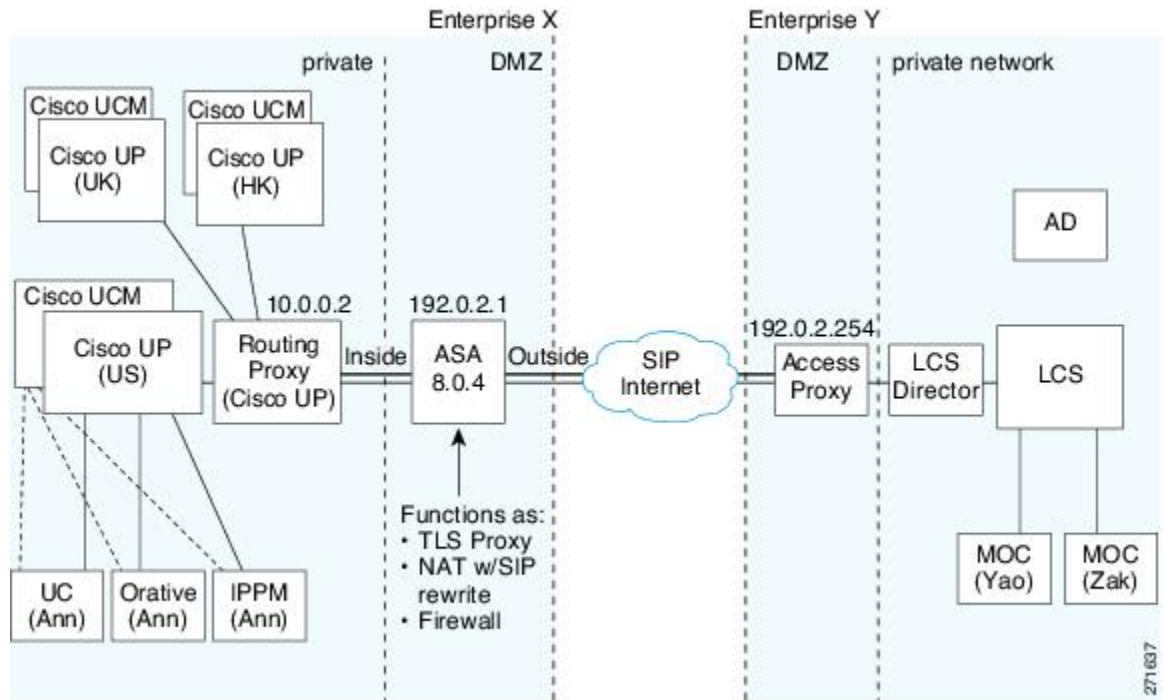 Enterprise X
Enterprise Y
private
DMZ
DMZ
private network
Cisco UCM
Cisco UP
(UK)
Cisco UCM
Cisco UP
(HK)
AD
Cisco UCM
Cisco UP
(US)
10.0.0.2
Routing
Proxy
(Cisco UP)
Inside
192.0.2.1
ASA
8.0.4
Outside
SIP
Internet
192.0.2.254
Access
Proxy
LCS
Director
LCS
Functions as:
• TLS Proxy
• NAT w/SIP
rewrite
• Firewall
UC
(Ann)
Orative
(Ann)
IPPM
(Ann)
MOC
(Yao)
MOC
(Zak)
271637